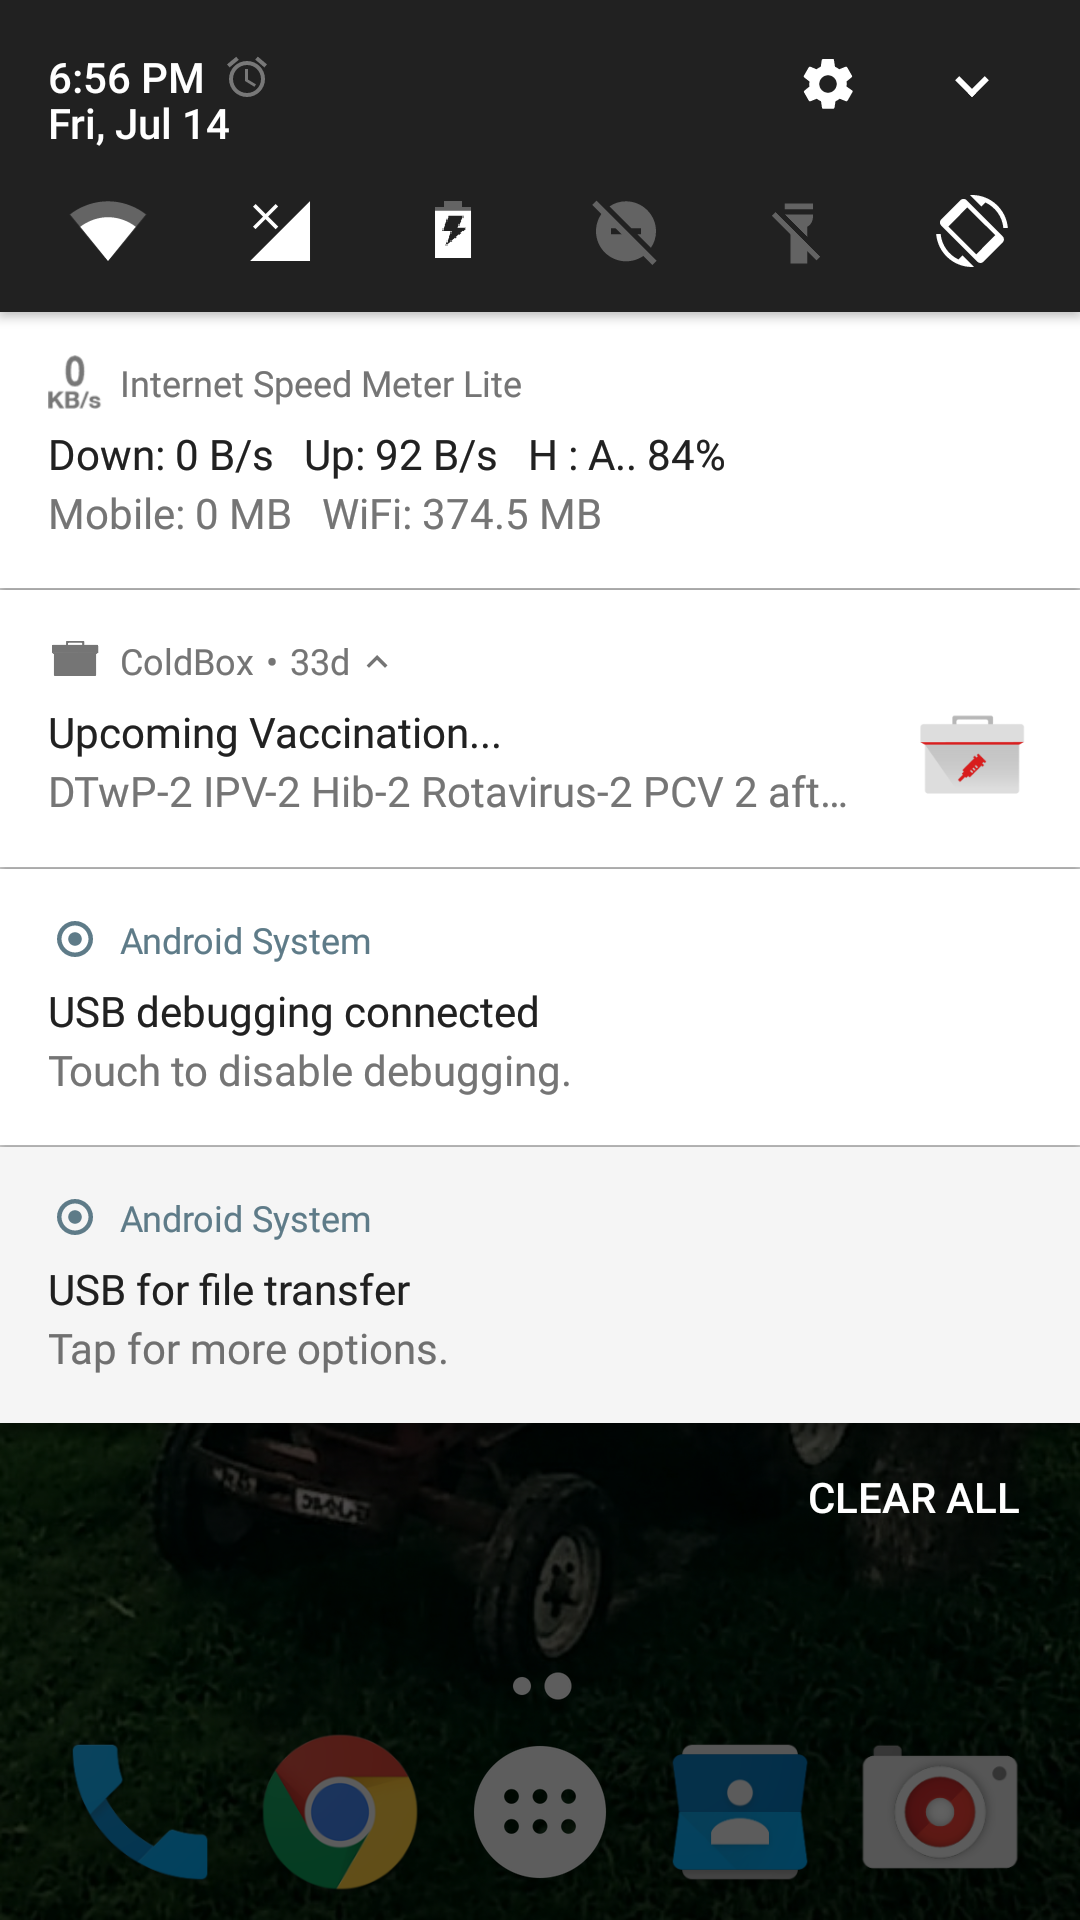 6:56 PM
Fri, Jul 14
0
KB/s
Internet Speed Meter Lite
Down: 0 B/s Up: 92 B/s H : A.. 84%
Mobile: 0 MB WiFi: 374.5 MB
ColdBox • 33d
Upcoming Vaccination...
DTwP-2 IPV-2 Hib-2 Rotavirus-2 PCV 2 aft...
Android System
USB debugging connected
Touch to disable debugging.
Android System
USB for file transfer
Tap for more options.
CLEAR ALL